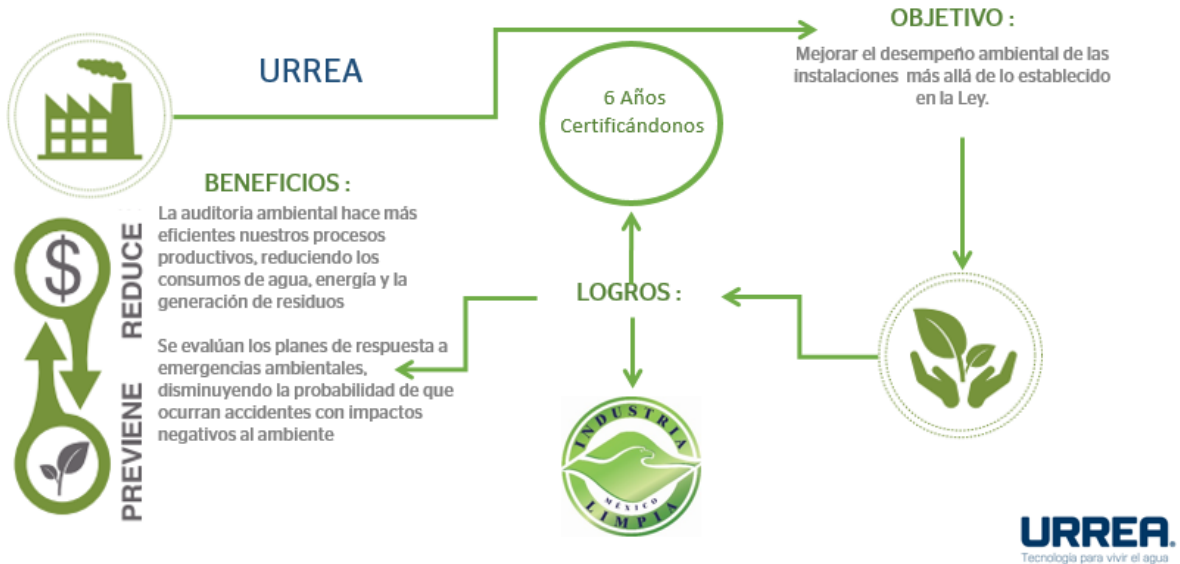 URREA
6 Años
Certificándonos
OBJETIVO :
Mejorar el desempeño ambiental de las
instalaciones más allá de lo establecido
en la Ley.
BENEFICIOS :
La auditoria ambiental hace más
eficientes nuestros procesos
productivos, reduciendo los
consumos de agua, energía y la
generación de residuos
Se evalúan los planes de respuesta a
emergencias ambientales,
disminuyendo la probabilidad de que
ocurran accidentes con impactos
negativos al ambiente
$
REDUCE
PREVIENE
LOGROS :
INDUSTRIA
MÉXICO
LIMPIA
URREA.
Tecnología para vivir el agua